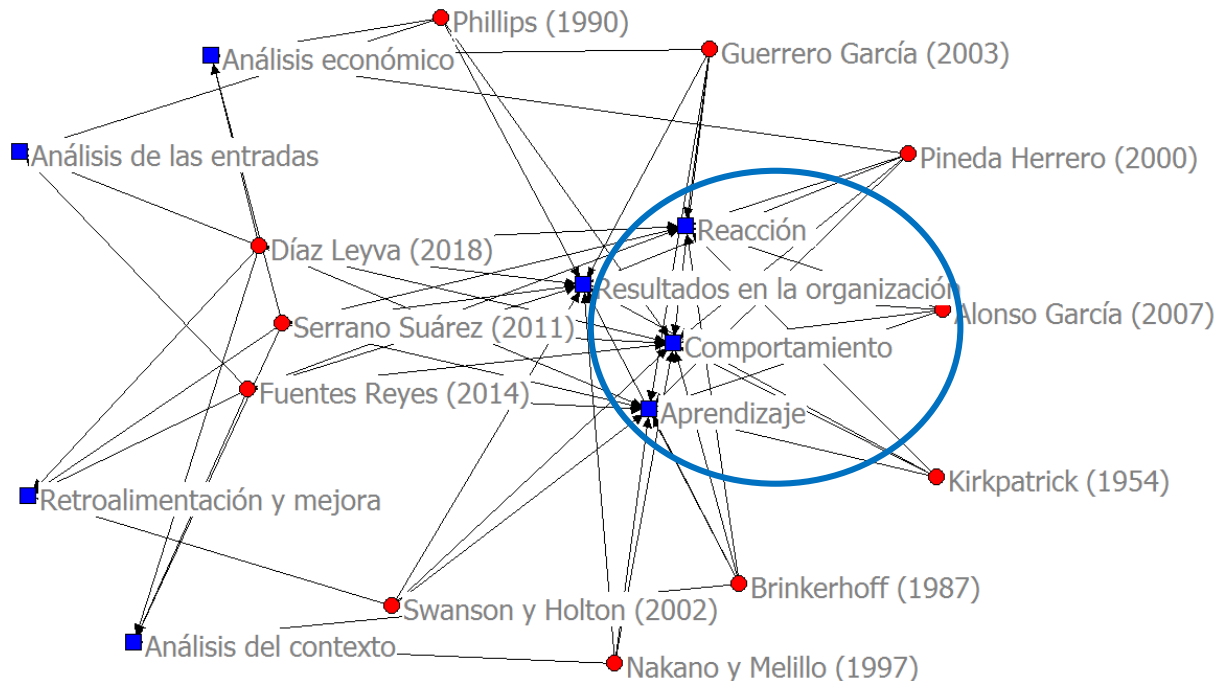 Phillips (1990)
Análisis económico
Guerrero García (2003)
Análisis de las entradas
Pineda Herrero (2000)
Reacción
Díaz Leyva (2018)
Resultados en la organización
Alonso García (2007)
Serrano Suárez (2011)
Comportamiento
Fuentes Reyes (2014)
Aprendizaje
Kirkpatrick (1954)
Retroalimentación y mejora
Brinkerhoff (1987)
Swanson y Holton (2002)
Análisis del contexto
Nakano y Melillo (1997)